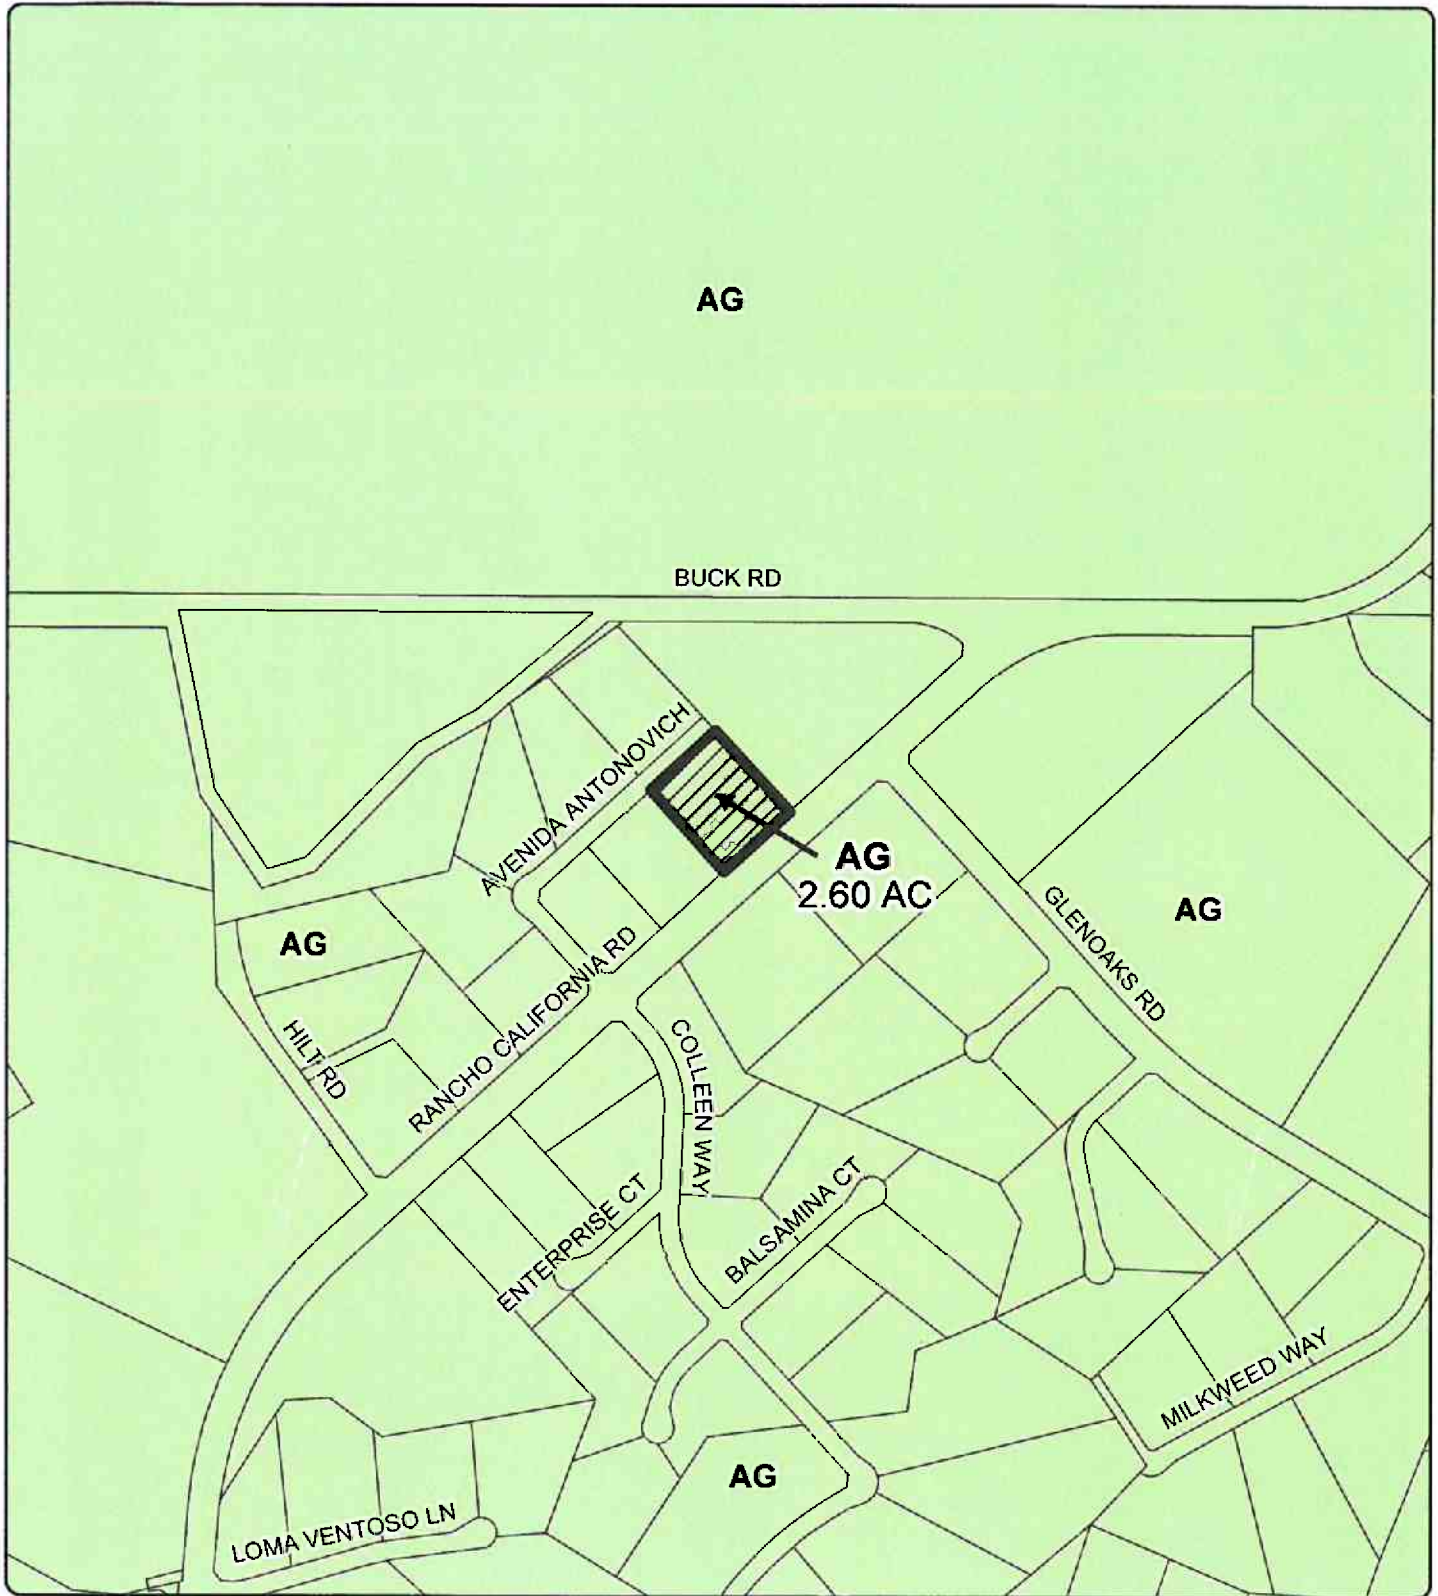 AG
BUCK RD
AVENIDA ANTONOVICH
AG
2.60 AC
GLENOAKS RD
AG
AG
RANCHO CALIFORNIA RD
HILT RD
COLLEEN WAY
ENTERPRISE CT
BALSAMINA CT
MILKWEED WAY
AG
LOMA VENTOSO LN